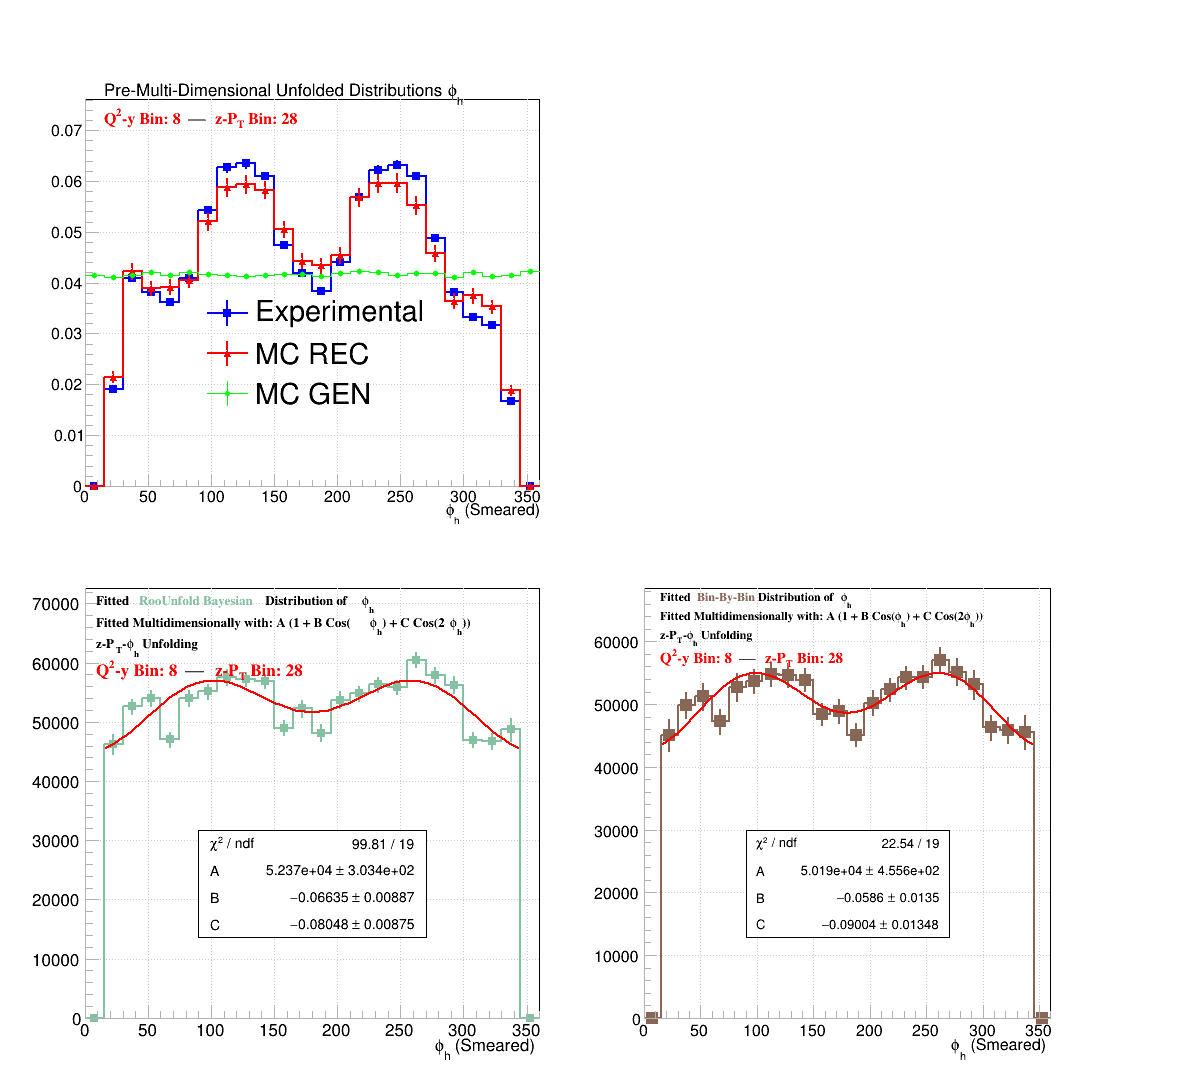 Pre-Multi-Dimensional Unfolded Distributions ϕh
Q2-y Bin: 8 — z-PT Bin: 28
0.07
0.06
0.05
0.04
0.03
0.02
0.01
0
Experimental
MC REC
MC GEN
0 50 100 150 200 250 300 350
ϕh (Smeared)
Fitted RooUnfold Bayesian Distribution of ϕh
Fitted Multidimensionally with: A (1 + B Cos( ϕh) + C Cos(2 ϕh))
z-PT-ϕh Unfolding
Q2-y Bin: 8 — z-PT Bin: 28
70000
60000
50000
40000
30000
20000
10000
0
χ2 / ndf 99.81 / 19
A 5.237e+04 ± 3.034e+02
B −0.06635 ± 0.00887
C −0.08048 ± 0.00875
0 50 100 150 200 250 300 350
ϕh (Smeared)
Fitted Bin-By-Bin Distribution of ϕh
Fitted Multidimensionally with: A (1 + B Cos(ϕh) + C Cos(2ϕh))
z-PT-ϕh Unfolding
Q2-y Bin: 8 — z-PT Bin: 28
60000
50000
40000
30000
20000
10000
0
χ2 / ndf 22.54 / 19
A 5.019e+04 ± 4.556e+02
B −0.0586 ± 0.0135
C −0.09004 ± 0.01348
0 50 100 150 200 250 300 350
ϕh (Smeared)